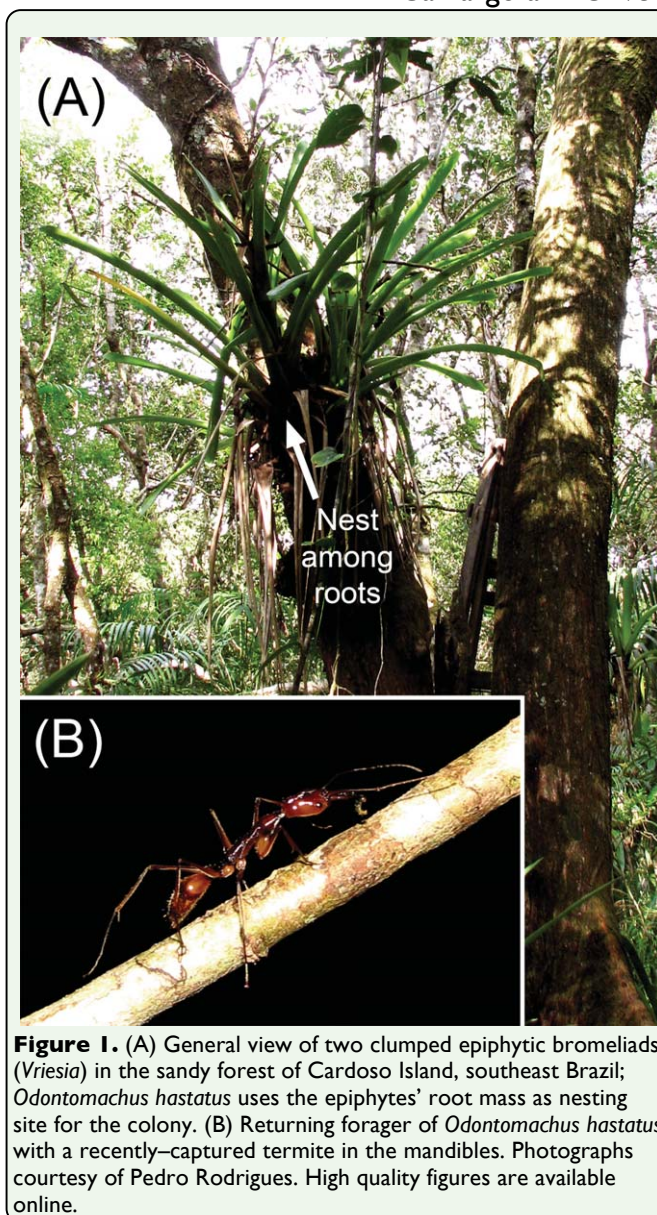 (A)
Nest
among
roots
(B)
Figure 1. (A) General view of two clumped epiphytic bromeliads
(Vriesia) in the sandy forest of Cardoso Island, southeast Brazil;
Odontomachus hastatus uses the epiphytes’ root mass as nesting
site for the colony. (B) Returning forager of Odontomachus hastatus
with a recently–captured termite in the mandibles. Photographs
courtesy of Pedro Rodrigues. High quality figures are available
online.